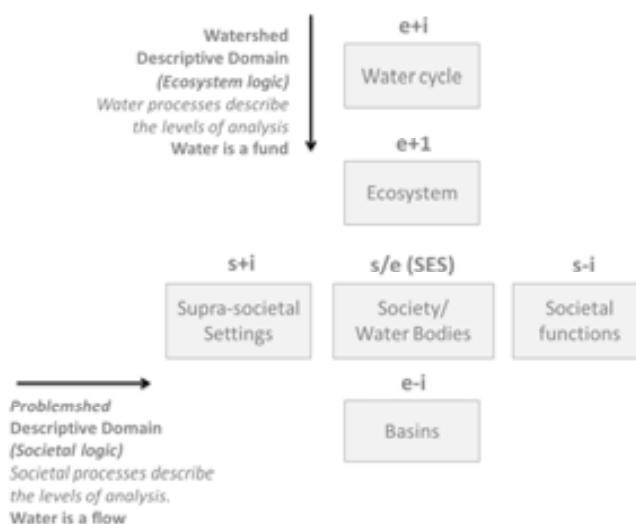 Watershed
Descriptive Domain
(Ecosystem logic)
Water processes describe
the levels of analysis
Water is a fund
e+i
Water cycle
e+1
Ecosystem
s+i
Supra-societal
Settings
s/e (SES)
Society/
Water Bodies
s-i
Societal
functions
e-i
Basins
Problemshed
Descriptive Domain
(Societal logic)
Societal processes describe
the levels of analysis.
Water is a flow